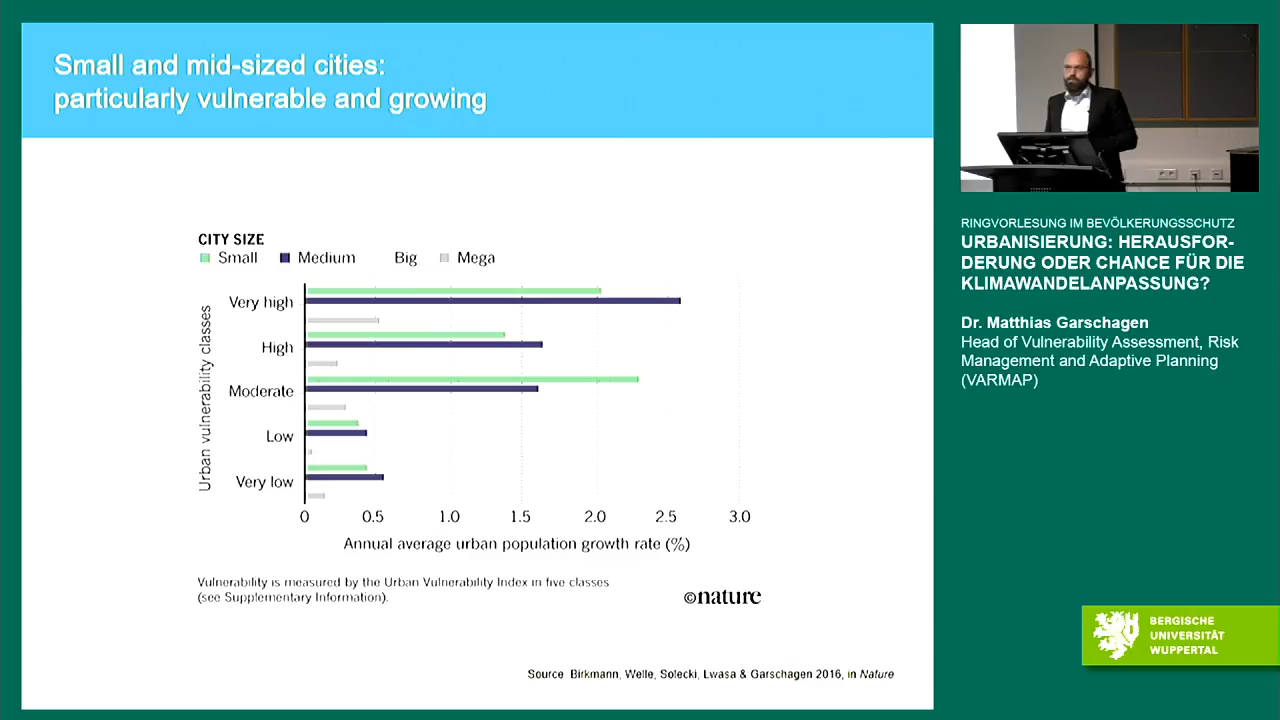 Small and mid-sized cities:
particularly vulnerable and growing
CITY SIZE
Small Medium Big Mega
Urban vulnerability classes
Very high
High
Moderate
Low
Very low
0 0.5 1.0 1.5 2.0 2.5 3.0
Annual average urban population growth rate (%)
Vulnerability is measured by the Urban Vulnerability Index in five classes
(see Supplementary Information).
©nature
Source Birkmann, Welle, Solecki, Lwasa & Garschagen 2016, in Nature
RINGVORLESUNG IM BEVÖLKERUNGSSCHUTZ
URBANISIERUNG: HERAUSFOR-
DERUNG ODER CHANCE FÜR DIE
KLIMAWANDELANPASSUNG?
Dr. Matthias Garschagen
Head of Vulnerability Assessment, Risk
Management and Adaptive Planning
(VARMAP)
BERGISCHE
UNIVERSITÄT
WUPPERTAL